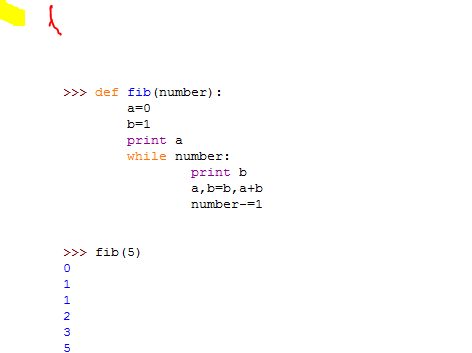 >>> def fib(number):
        a=0
        b=1
        print a
        while number:
                print b
                a,b=b,a+b
                number-=1
>>> fib(5)
0
1
1
2
3
5